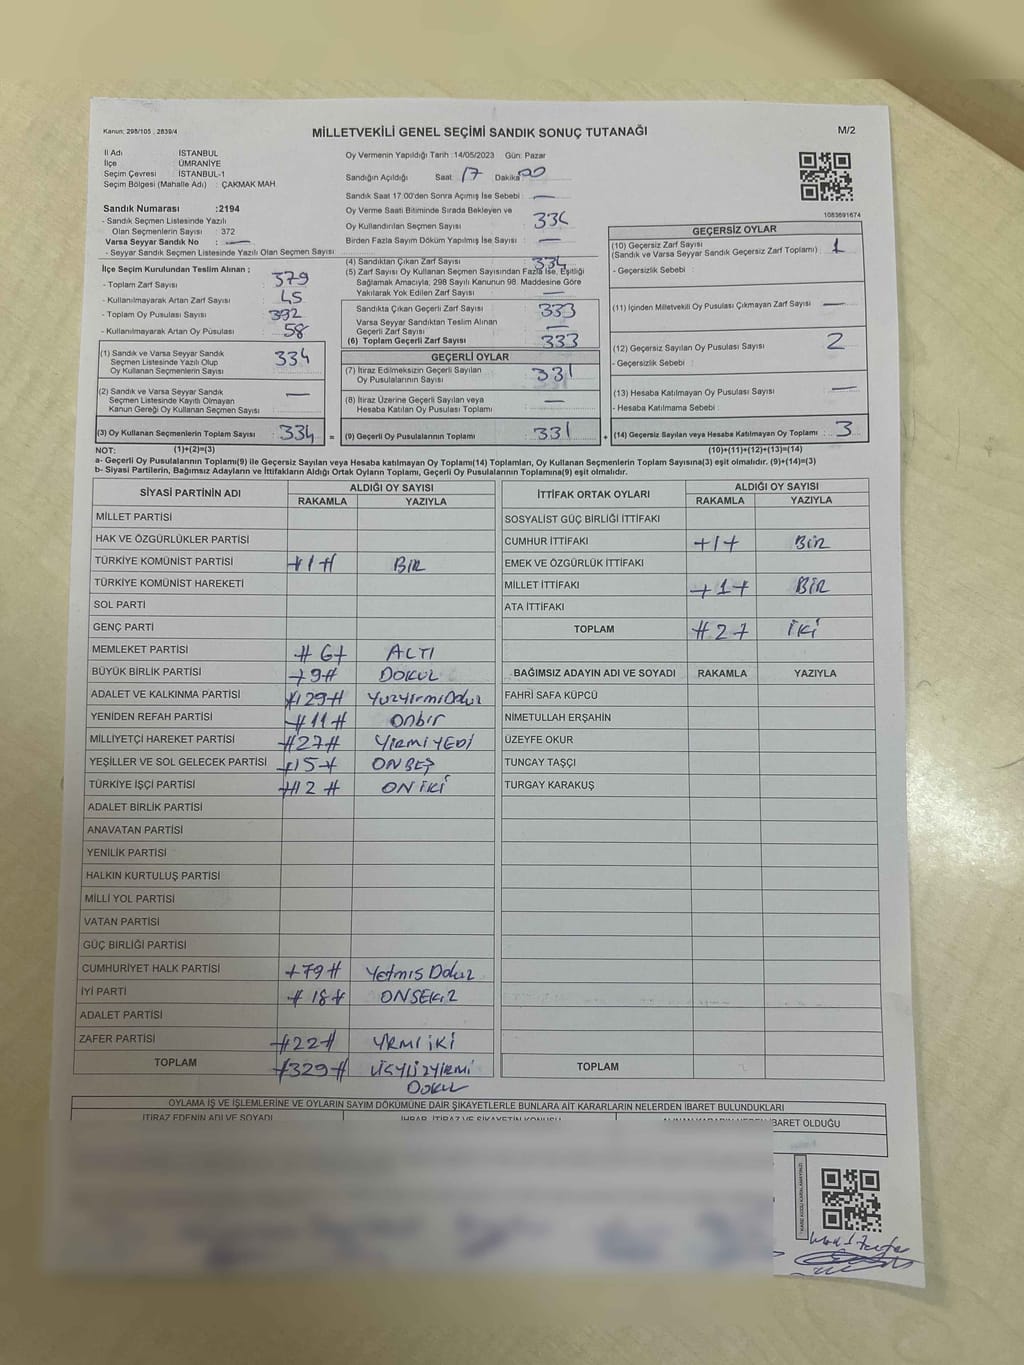 Kanun; 298/105 , 2839/4
MİLLETVEKİLİ GENEL SEÇİMİ SANDIK SONUÇ TUTANAĞI
M/2
İl Adı : İSTANBUL
İlçe : ÜMRANİYE
Seçim Çevresi : İSTANBUL-1
Seçim Bölgesi (Mahalle Adı) : ÇAKMAK MAH.
Sandık Numarası :2194
- Sandık Seçmen Listesinde Yazılı
Olan Seçmenlerin Sayısı : 372
Varsa Seyyar Sandık No : —
- Seyyar Sandık Seçmen Listesinde Yazılı Olan Seçmen Sayısı
İlçe Seçim Kurulundan Teslim Alınan ;
- Toplam Zarf Sayısı : 379
- Kullanılmayarak Artan Zarf Sayısı : 45
- Toplam Oy Pusulası Sayısı : 392
- Kullanılmayarak Artan Oy Pusulası : 58
(1) Sandık ve Varsa Seyyar Sandık
Seçmen Listesinde Yazılı Olup
Oy Kullanan Seçmenlerin Sayısı : 334
(2) Sandık ve Varsa Seyyar Sandık
Seçmen Listesinde Kayıtlı Olmayan
Kanun Gereği Oy Kullanan Seçmen Sayısı : —
(3) Oy Kullanan Seçmenlerin Toplam Sayısı : 334
Oy Vermenin Yapıldığı Tarih :14/05/2023 Gün: Pazar
Sandığın Açıldığı Saat: 17 Dakika: 00
Sandık Saat 17:00'den Sonra Açımış İse Sebebi : —
Oy Verme Saati Bitiminde Sırada Bekleyen ve
Oy Kullandırılan Seçmen Sayısı : 334
Birden Fazla Sayım Döküm Yapılmış İse Sayısı : —
(4) Sandıktan Çıkan Zarf Sayısı : 334
(5) Zarf Sayısı Oy Kullanan Seçmen Sayısından Fazla İse, Eşitliği
Sağlamak Amacıyla, 298 Sayılı Kanunun 98. Maddesine Göre
Yakılarak Yok Edilen Zarf Sayısı : —
Sandıkta Çıkan Geçerli Zarf Sayısı : 333
Varsa Seyyar Sandıktan Teslim Alınan
Geçerli Zarf Sayısı : —
(6) Toplam Geçerli Zarf Sayısı : 333
GEÇERLİ OYLAR
(7) İtiraz Edilmeksizin Geçerli Sayılan
Oy Pusulalarının Sayısı : 331
(8) İtiraz Üzerine Geçerli Sayılan veya
Hesaba Katılan Oy Pusulası Toplamı : —
= (9) Geçerli Oy Pusulalarının Toplamı : 331
1083691674
GEÇERSİZ OYLAR
(10) Geçersiz Zarf Sayısı
(Sandık ve Varsa Seyyar Sandık Geçersiz Zarf Toplamı) : 1
- Geçersizlik Sebebi :
(11) İçinden Milletvekili Oy Pusulası Çıkmayan Zarf Sayısı : —
(12) Geçersiz Sayılan Oy Pusulası Sayısı : 2
- Geçersizlik Sebebi :
(13) Hesaba Katılmayan Oy Pusulası Sayısı : —
- Hesaba Katılmama Sebebi :
+ (14) Geçersiz Sayılan veya Hesaba Katılmayan Oy Toplamı : 3
NOT: (1)+(2)=(3) (10)+(11)+(12)+(13)=(14)
a- Geçerli Oy Pusulalarının Toplamı(9) ile Geçersiz Sayılan veya Hesaba katılmayan Oy Toplamı(14) Toplamları, Oy Kullanan Seçmenlerin Toplam Sayısına(3) eşit olmalıdır. (9)+(14)=(3)
b- Siyasi Partilerin, Bağımsız Adayların ve İttifakların Aldığı Ortak Oyların Toplamı, Geçerli Oy Pusulalarının Toplamına(9) eşit olmalıdır.
SİYASİ PARTİNİN ADI ALDIĞI OY SAYISI
RAKAMLA YAZIYLA
MİLLET PARTİSİ
HAK VE ÖZGÜRLÜKLER PARTİSİ
TÜRKİYE KOMÜNİST PARTİSİ #1# BİR
TÜRKİYE KOMÜNİST HAREKETİ
SOL PARTİ
GENÇ PARTİ
MEMLEKET PARTİSİ #6# ALTI
BÜYÜK BİRLİK PARTİSİ #9# DOKUZ
ADALET VE KALKINMA PARTİSİ #129# YüzyirmiDokuz
YENİDEN REFAH PARTİSİ #11# Onbir
MİLLİYETÇİ HAREKET PARTİSİ #27# YİRMİYEDİ
YEŞİLLER VE SOL GELECEK PARTİSİ #15# ONBEŞ
TÜRKİYE İŞÇİ PARTİSİ #12# ONİKİ
ADALET BİRLİK PARTİSİ
ANAVATAN PARTİSİ
YENİLİK PARTİSİ
HALKIN KURTULUŞ PARTİSİ
MİLLİ YOL PARTİSİ
VATAN PARTİSİ
GÜÇ BİRLİĞİ PARTİSİ
CUMHURİYET HALK PARTİSİ #79# Yetmiş Dokuz
İYİ PARTİ #18# ONSEKİZ
ADALET PARTİSİ
ZAFER PARTİSİ #22# YİRMİİKİ
TOPLAM #329# ÜÇYÜZYİRMİ
DOKUZ
İTTİFAK ORTAK OYLARI ALDIĞI OY SAYISI
RAKAMLA YAZIYLA
SOSYALİST GÜÇ BİRLİĞİ İTTİFAKI
CUMHUR İTTİFAKI +1+ BİR
EMEK VE ÖZGÜRLÜK İTTİFAKI
MİLLET İTTİFAKI +1+ BİR
ATA İTTİFAKI
TOPLAM #2# İKİ
BAĞIMSIZ ADAYIN ADI VE SOYADI RAKAMLA YAZIYLA
FAHRİ SAFA KÜPCÜ
NİMETULLAH ERŞAHİN
ÜZEYFE OKUR
TUNCAY TAŞÇI
TURGAY KARAKUŞ
TOPLAM
OYLAMA İŞ VE İŞLEMLERİNE VE OYLARIN SAYIM DÖKÜMÜNE DAİR ŞİKAYETLERLE BUNLARA AİT KARARLARIN NELERDEN İBARET BULUNDUKLARI
İTİRAZ EDENİN ADI VE SOYADI İHBAR, İTİRAZ VE ŞİKAYETİN KONUSU ALINAN KARARIN NEDEN İBARET OLDUĞU